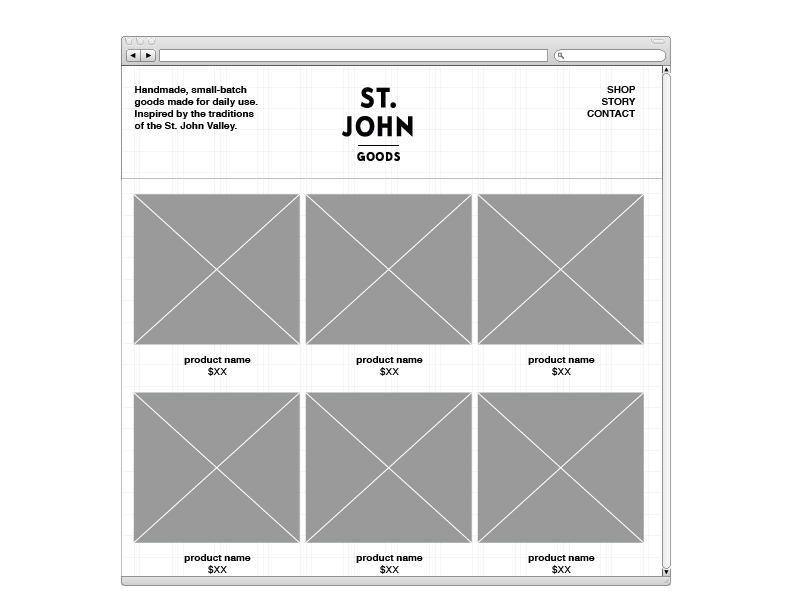 Handmade, small-batch
goods made for daily use.
Inspired by the traditions
of the St. John Valley.
ST.
JOHN
GOODS
SHOP
STORY
CONTACT
product name
$XX
product name
$XX
product name
$XX
product name
$XX
product name
$XX
product name
$XX